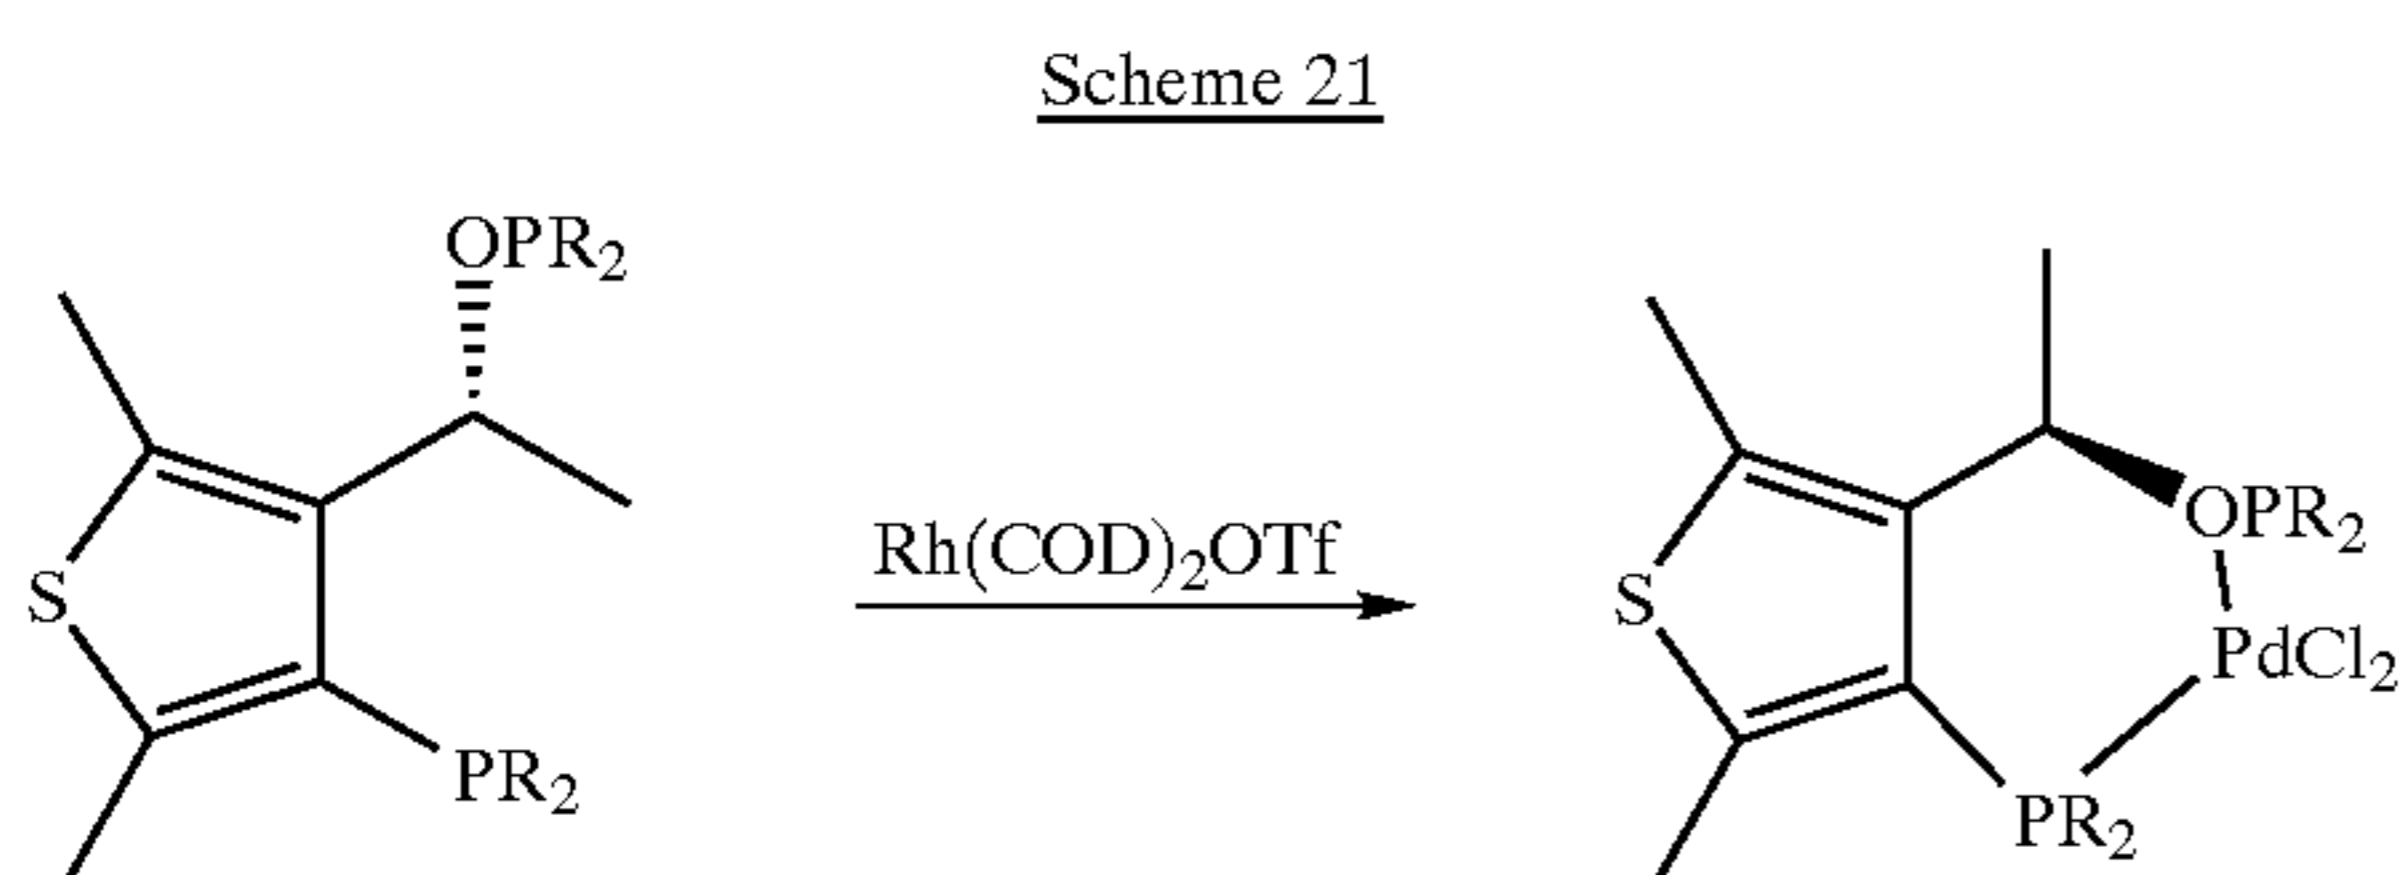 Scheme 21
OPR2
S
PR2
Rh(COD)2OTf
S
OPR2
PdCl2
PR2